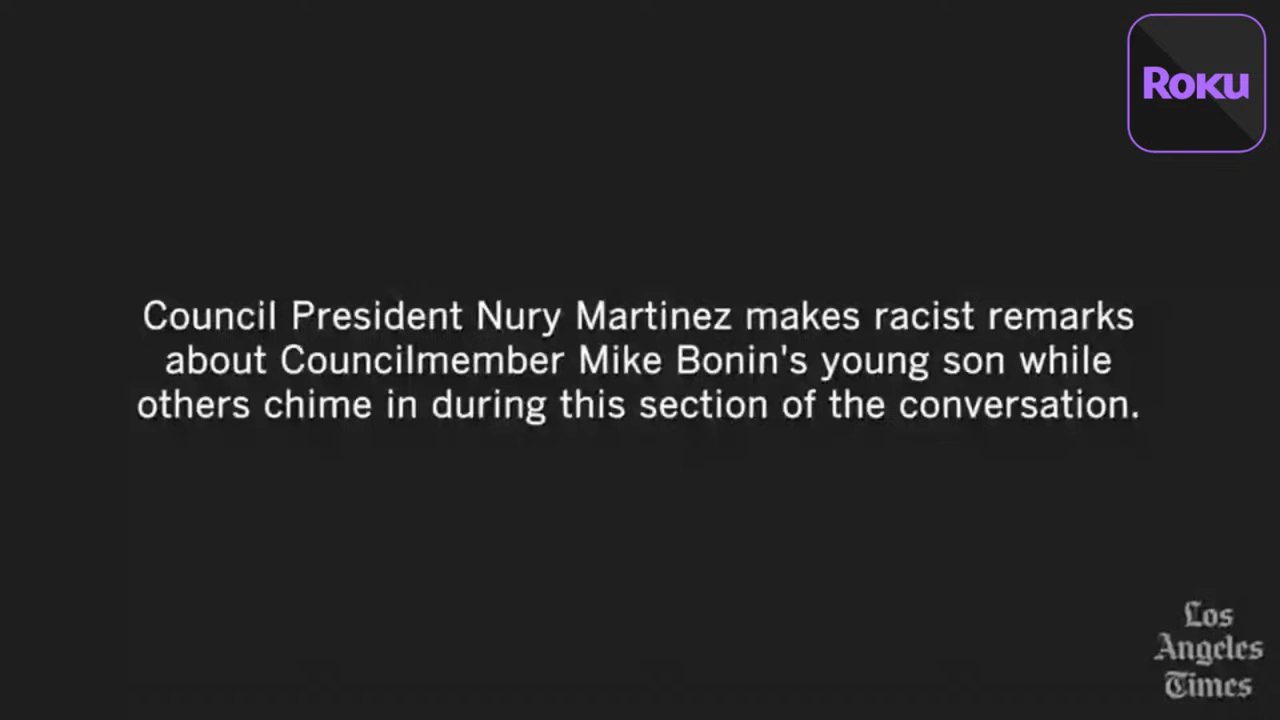 Roku
Council President Nury Martinez makes racist remarks
about Councilmember Mike Bonin's young son while
others chime in during this section of the conversation.
Los
Angeles
Times